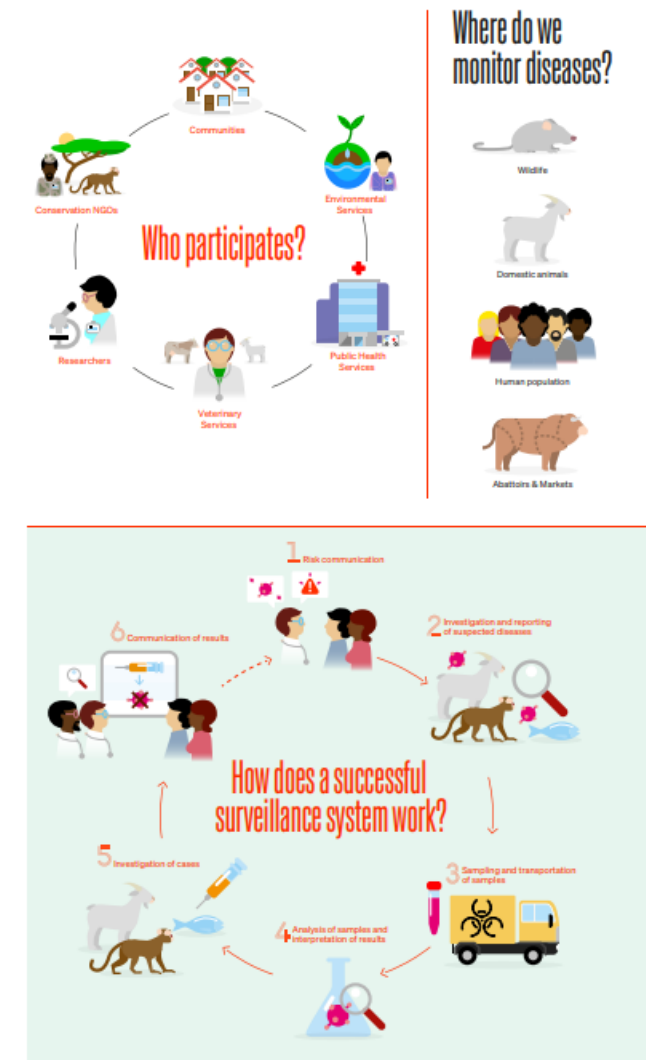 Where do we
monitor diseases?
Communities
Environmental
Services
Conservation NGOs
Who participates?
Researchers
Public Health
Services
Veterinary
Services
Wildlife
Domestic animals
Human population
Abattoirs & Markets
1 Risk communication
2 Investigation and reporting
of suspected diseases
6 Communication of results
How does a successful
surveillance system work?
3 Sampling and transportation
of samples
5 Investigation of cases
4 Analysis of samples and
interpretation of results